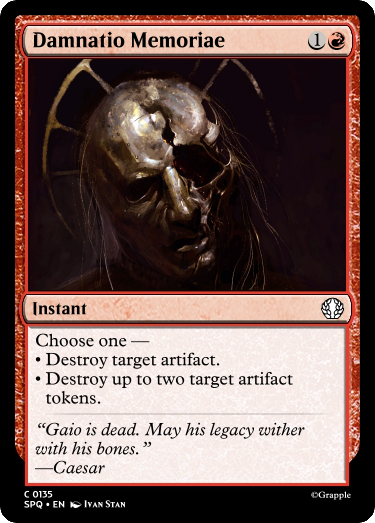 Damnatio Memoriae 1
Instant
Choose one —
• Destroy target artifact.
• Destroy up to two target artifact
tokens.
“Gaio is dead. May his legacy wither
with his bones.”
—Caesar
C 0135
SPQ • EN Ivan Stan
©Grapple